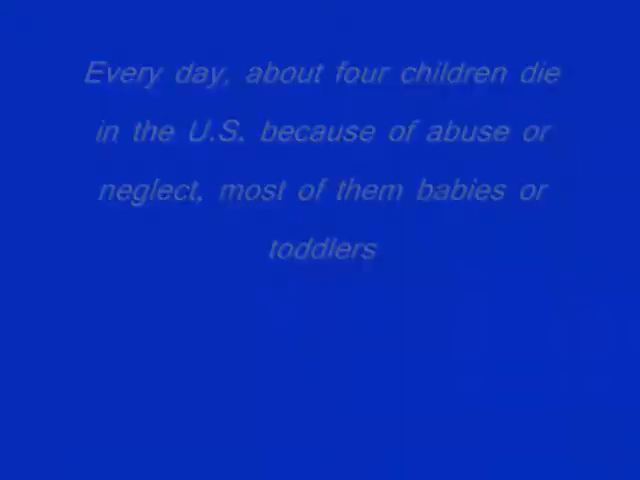 Every day, about four children die
in the U.S. because of abuse or
neglect, most of them babies or
toddlers